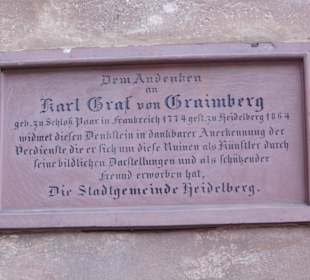 Dem Andenken
an
Karl Graf von Graimberg
geb. zu Schloß Paar in Frankreich 1774 gest. zu Heidelberg 1864
widmet diesen Denkstein in dankbarer Anerkennung der
Verdienste, die er sich um diese Ruinen als Künstler durch
seine bildlichen Darstellungen und als schützender
Freund erworben hat,
Die Stadtgemeinde Heidelberg.